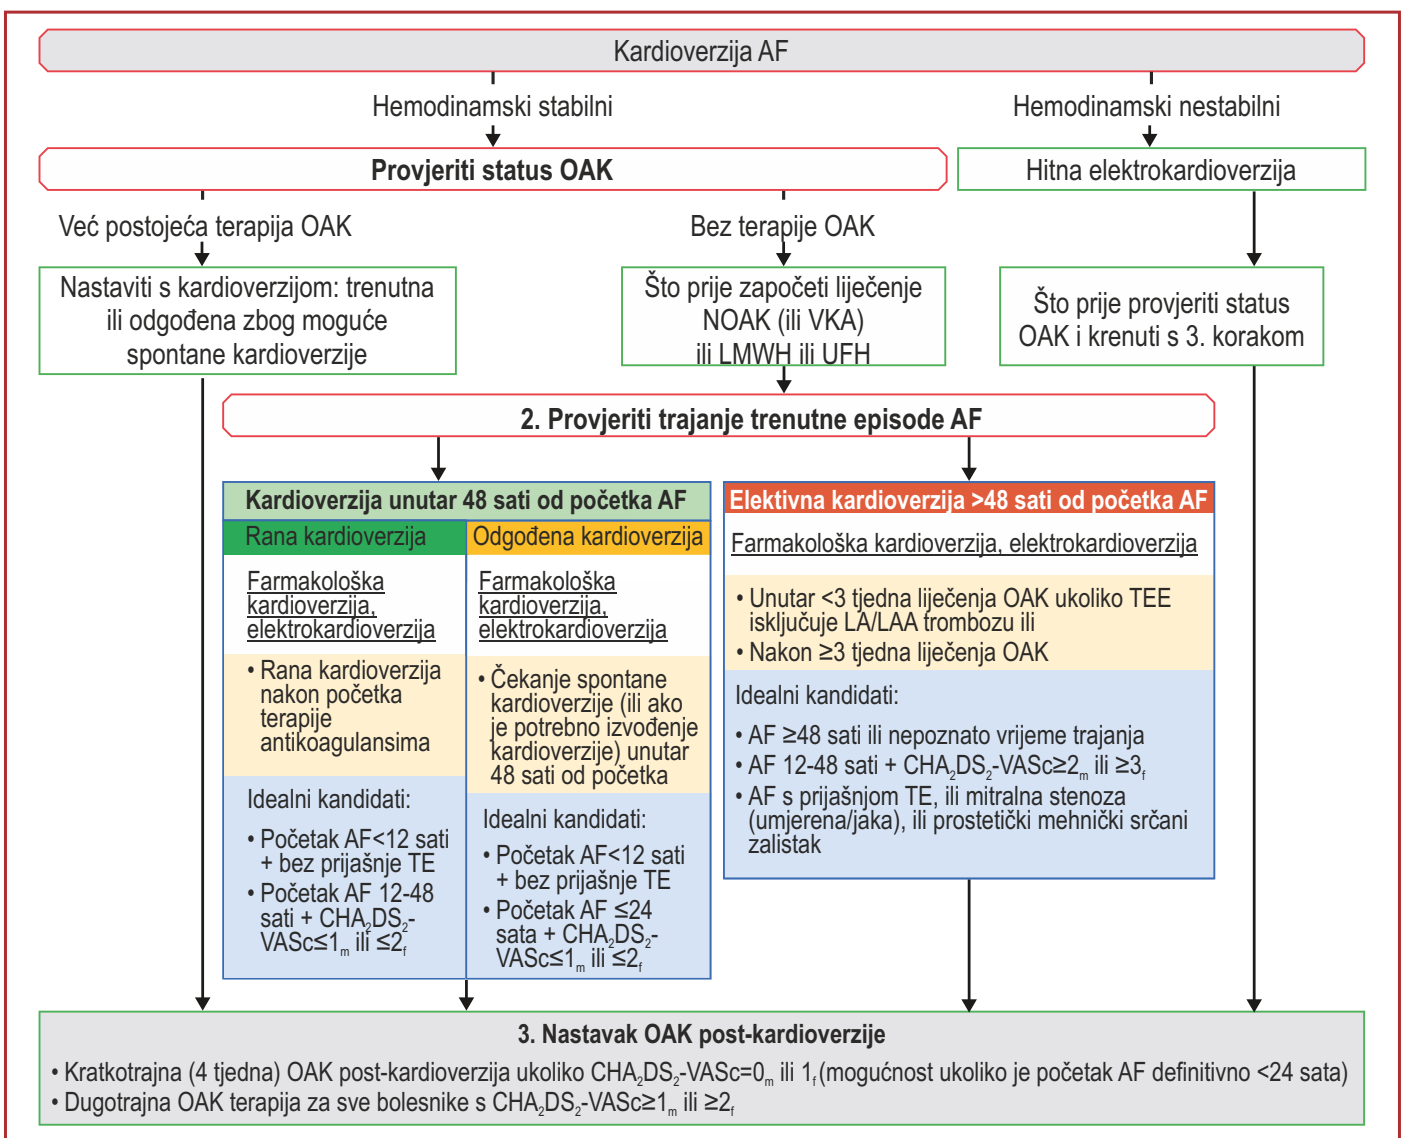 Kardioverzija AF
Hemodinamski stabilni
Hemodinamski nestabilni
Provjeriti status OAK
Hitna elektrokardioverzija
Već postojeća terapija OAK
Bez terapije OAK
Nastaviti s kardioverzijom: trenutna
ili odgođena zbog moguće
spontane kardioverzije
Što prije započeti liječenje
NOAK (ili VKA)
ili LMWH ili UFH
Što prije provjeriti status
OAK i krenuti s 3. korakom
2. Provjeriti trajanje trenutne episode AF
Kardioverzija unutar 48 sati od početka AF
Rana kardioverzija
Farmakološka
kardioverzija,
elektrokardioverzija
• Rana kardioverzija
nakon početka
terapije
antikoagulansima
Idealni kandidati:
• Početak AF<12 sati
+ bez prijašnje TE
• Početak AF 12-48
sati + CHA₂DS₂-
VASc≤1ₘ ili ≤2f
Odgođena kardioverzija
Farmakološka
kardioverzija,
elektrokardioverzija
• Čekanje spontane
kardioverzije (ili ako
je potrebno izvođenje
kardioverzije) unutar
48 sati od početka
Idealni kandidati:
• Početak AF<12 sati
+ bez prijašnje TE
• Početak AF ≤24
sata + CHA₂DS₂-
VASc≤1ₘ ili ≤2f
Elektivna kardioverzija >48 sati od početka AF
Farmakološka kardioverzija, elektrokardioverzija
• Unutar <3 tjedna liječenja OAK ukoliko TEE
isključuje LA/LAA trombozu ili
• Nakon ≥3 tjedna liječenja OAK
Idealni kandidati:
• AF ≥48 sati ili nepoznato vrijeme trajanja
• AF 12-48 sati + CHA₂DS₂-VASc≥2ₘ ili ≥3f
• AF s prijašnjom TE, ili mitralna stenoza
(umjerena/jaka), ili prostetički mehnički srčani
zalistak
3. Nastavak OAK post-kardioverzije
• Kratkotrajna (4 tjedna) OAK post-kardioverzija ukoliko CHA₂DS₂-VASc=0ₘ ili 1f (mogućnost ukoliko je početak AF definitivno <24 sata)
• Dugotrajna OAK terapija za sve bolesnike s CHA₂DS₂-VASc≥1ₘ ili ≥2f